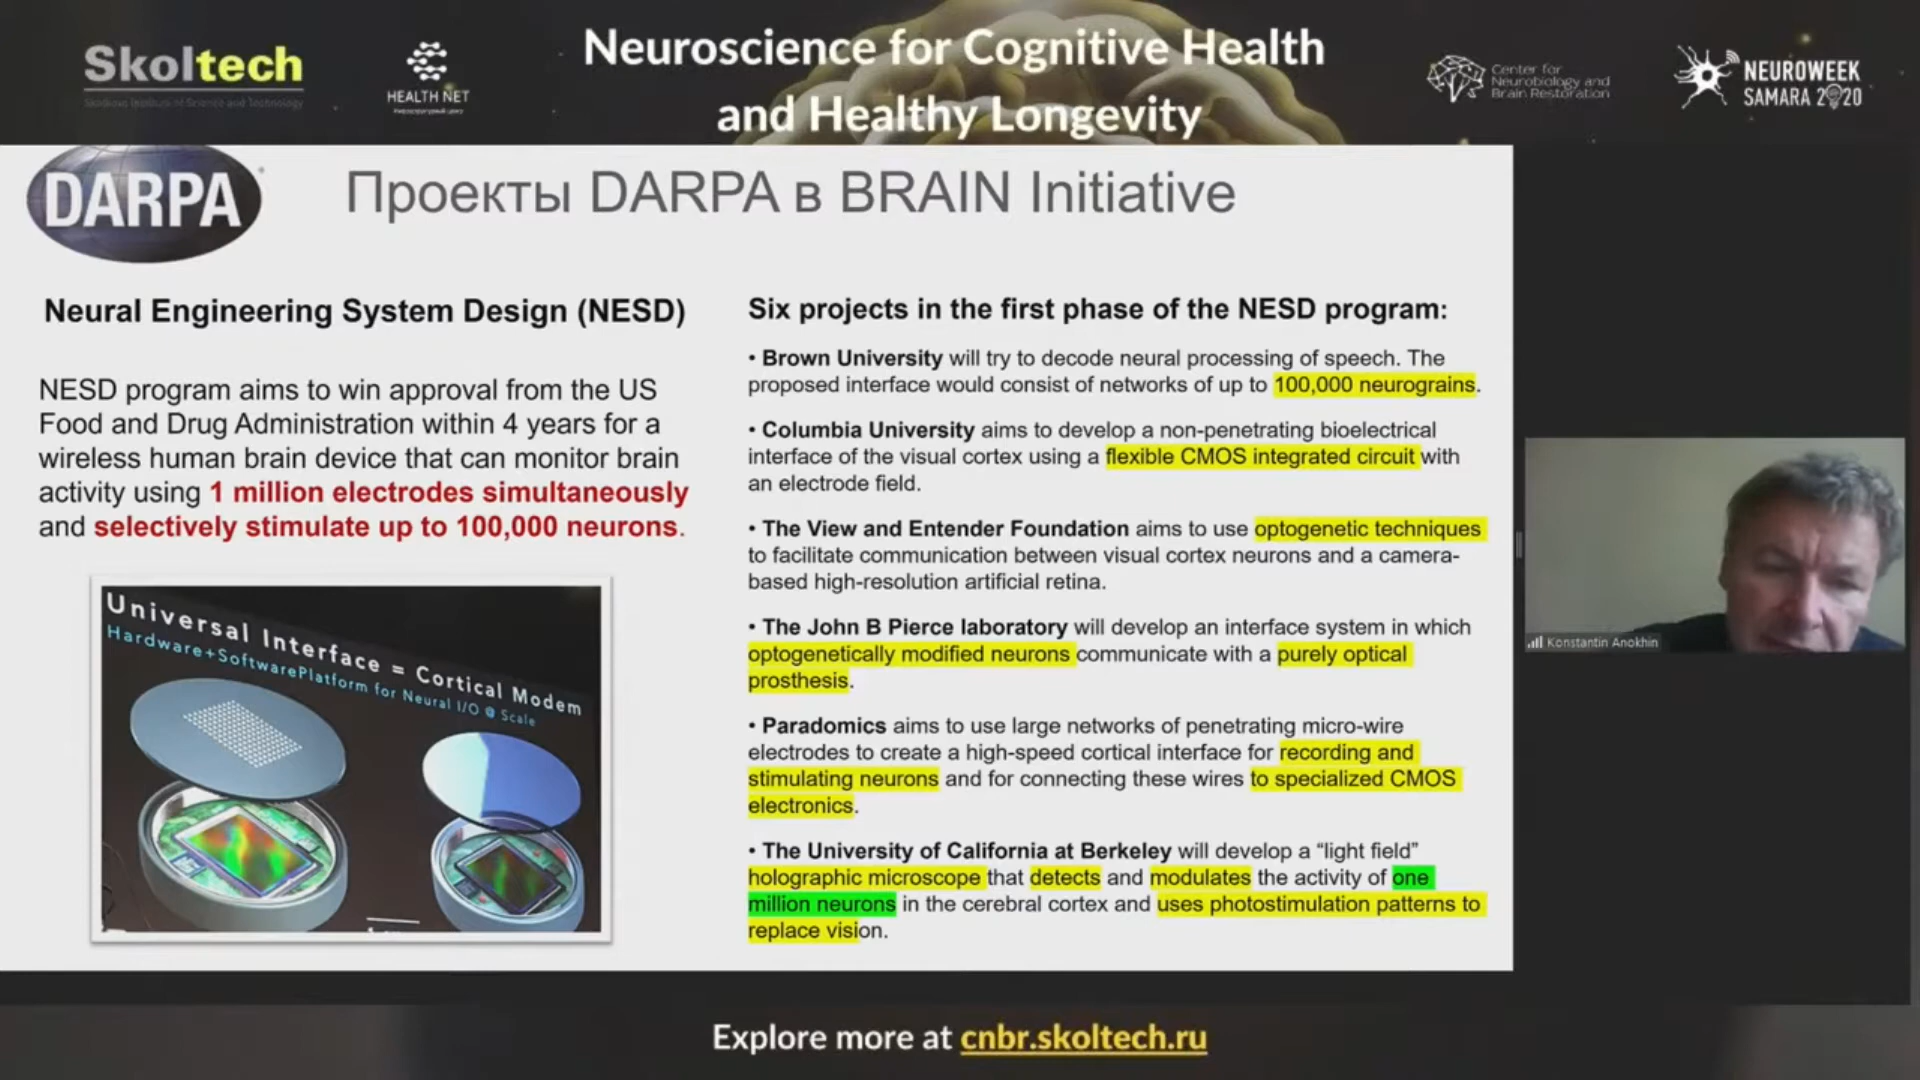 Skoltech
Skolkovo Institute of Science and Technology
HEALTH NET
Neuroscience for Cognitive Health
and Healthy Longevity
Center for
Neurobiology and
Brain Restoration
NEUROWEEK
SAMARA 2020
DARPA
Проекты DARPA в BRAIN Initiative
Neural Engineering System Design (NESD)
NESD program aims to win approval from the US
Food and Drug Administration within 4 years for a
wireless human brain device that can monitor brain
activity using 1 million electrodes simultaneously
and selectively stimulate up to 100,000 neurons.
Universal Interface = Cortical Modem
Hardware+SoftwarePlatform for Neural I/O @ Scale
Six projects in the first phase of the NESD program:
• Brown University will try to decode neural processing of speech. The
proposed interface would consist of networks of up to 100,000 neurograins.
• Columbia University aims to develop a non-penetrating bioelectrical
interface of the visual cortex using a flexible CMOS integrated circuit with
an electrode field.
• The View and Entender Foundation aims to use optogenetic techniques
to facilitate communication between visual cortex neurons and a camera-
based high-resolution artificial retina.
• The John B Pierce laboratory will develop an interface system in which
optogenetically modified neurons communicate with a purely optical
prosthesis.
• Paradomics aims to use large networks of penetrating micro-wire
electrodes to create a high-speed cortical interface for recording and
stimulating neurons and for connecting these wires to specialized CMOS
electronics.
• The University of California at Berkeley will develop a “light field”
holographic microscope that detects and modulates the activity of one
million neurons in the cerebral cortex and uses photostimulation patterns to
replace vision.
Konstantin Anokhin
Explore more at cnbr.skoltech.ru